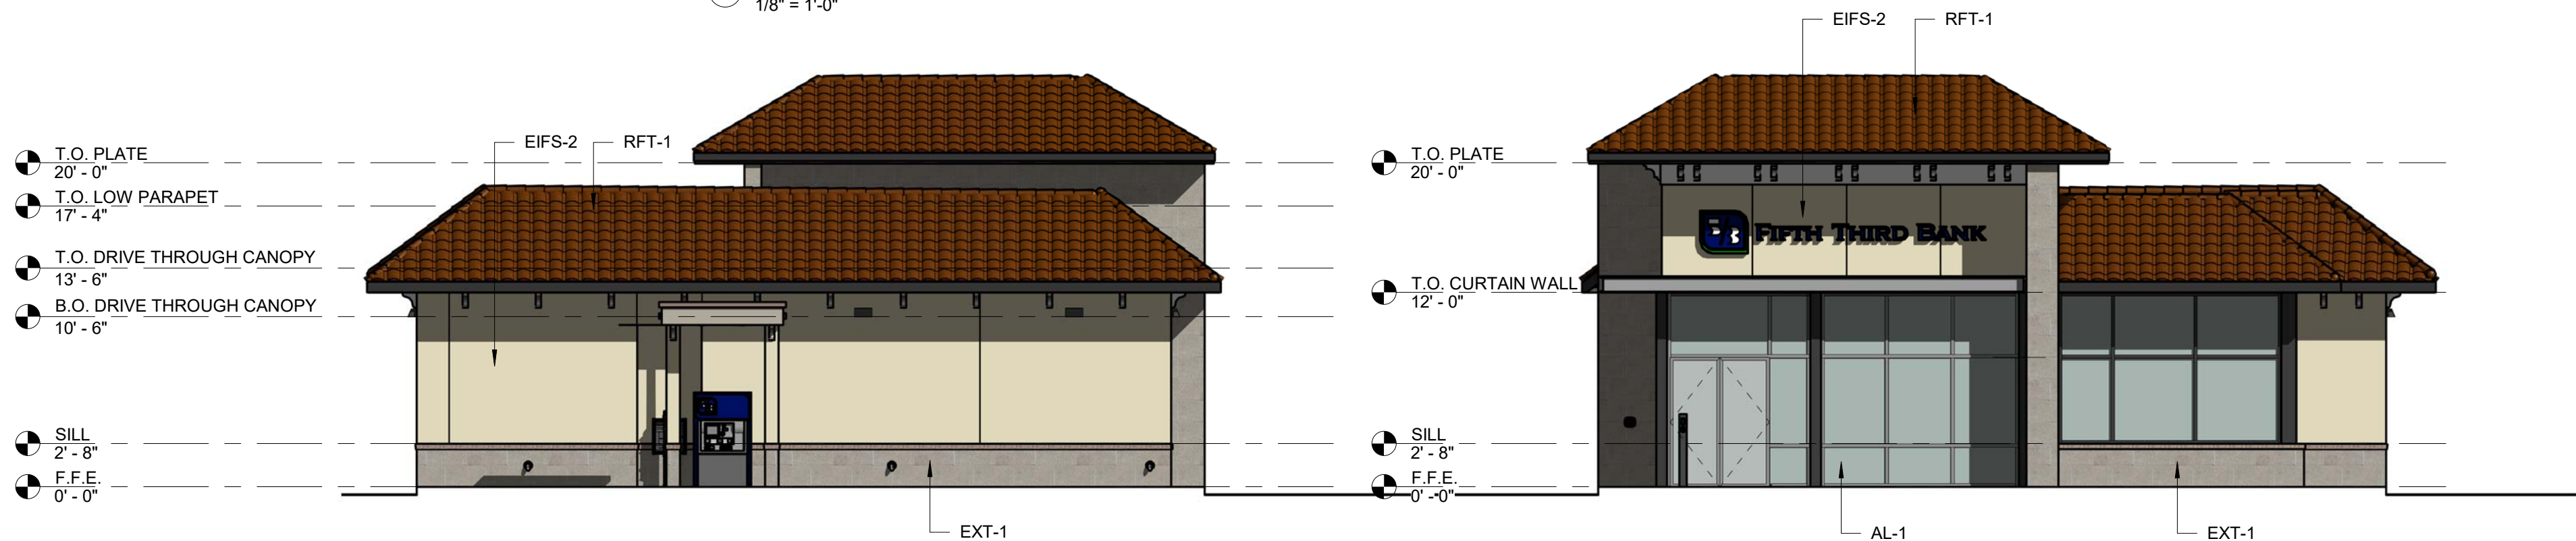 1/8" = 1'-0"
EIFS-2
RFT-1
T.O. PLATE
20' - 0"
T.O. LOW PARAPET
17' - 4"
T.O. DRIVE THROUGH CANOPY
13' - 6"
B.O. DRIVE THROUGH CANOPY
10' - 6"
SILL
2' - 8"
F.F.E.
0' - 0"
EXT-1
EIFS-2
RFT-1
T.O. PLATE
20' - 0"
FIFTH THIRD BANK
T.O. CURTAIN WALL
12' - 0"
SILL
2' - 8"
F.F.E.
0' - 0"
AL-1
EXT-1